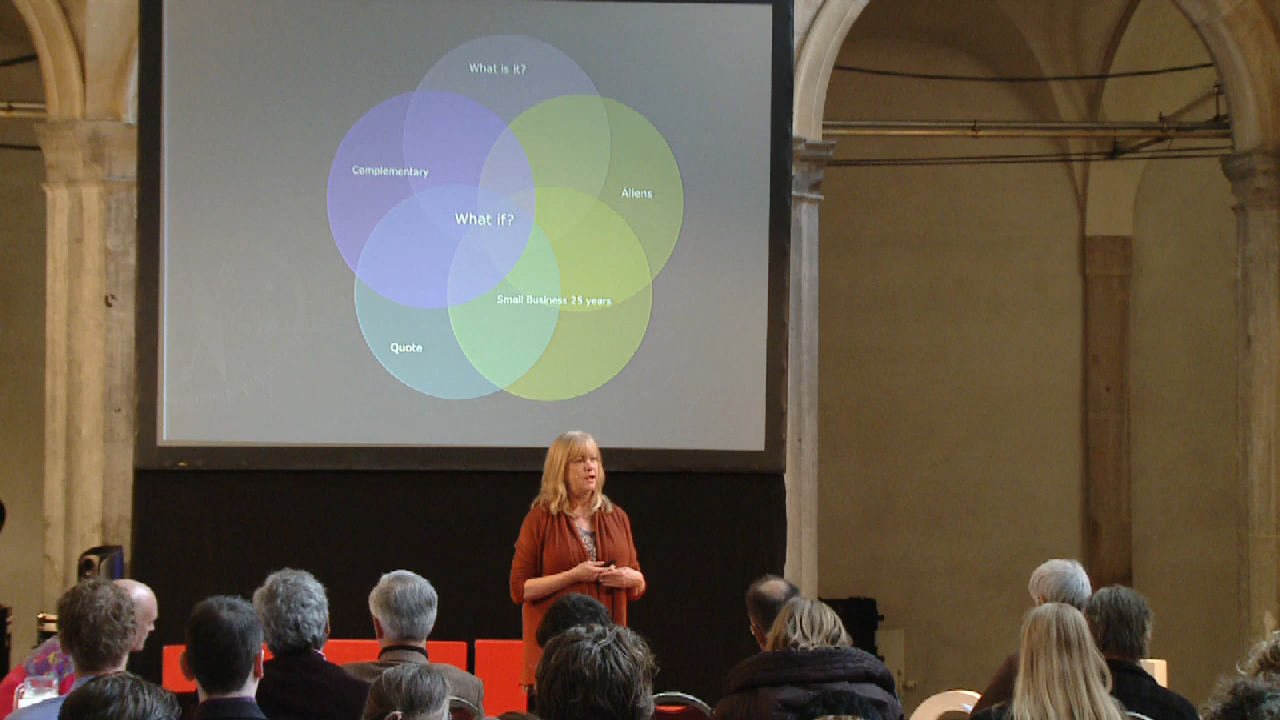 What is it?
Complementary
Aliens
What if?
Small Business 25 years
Quote